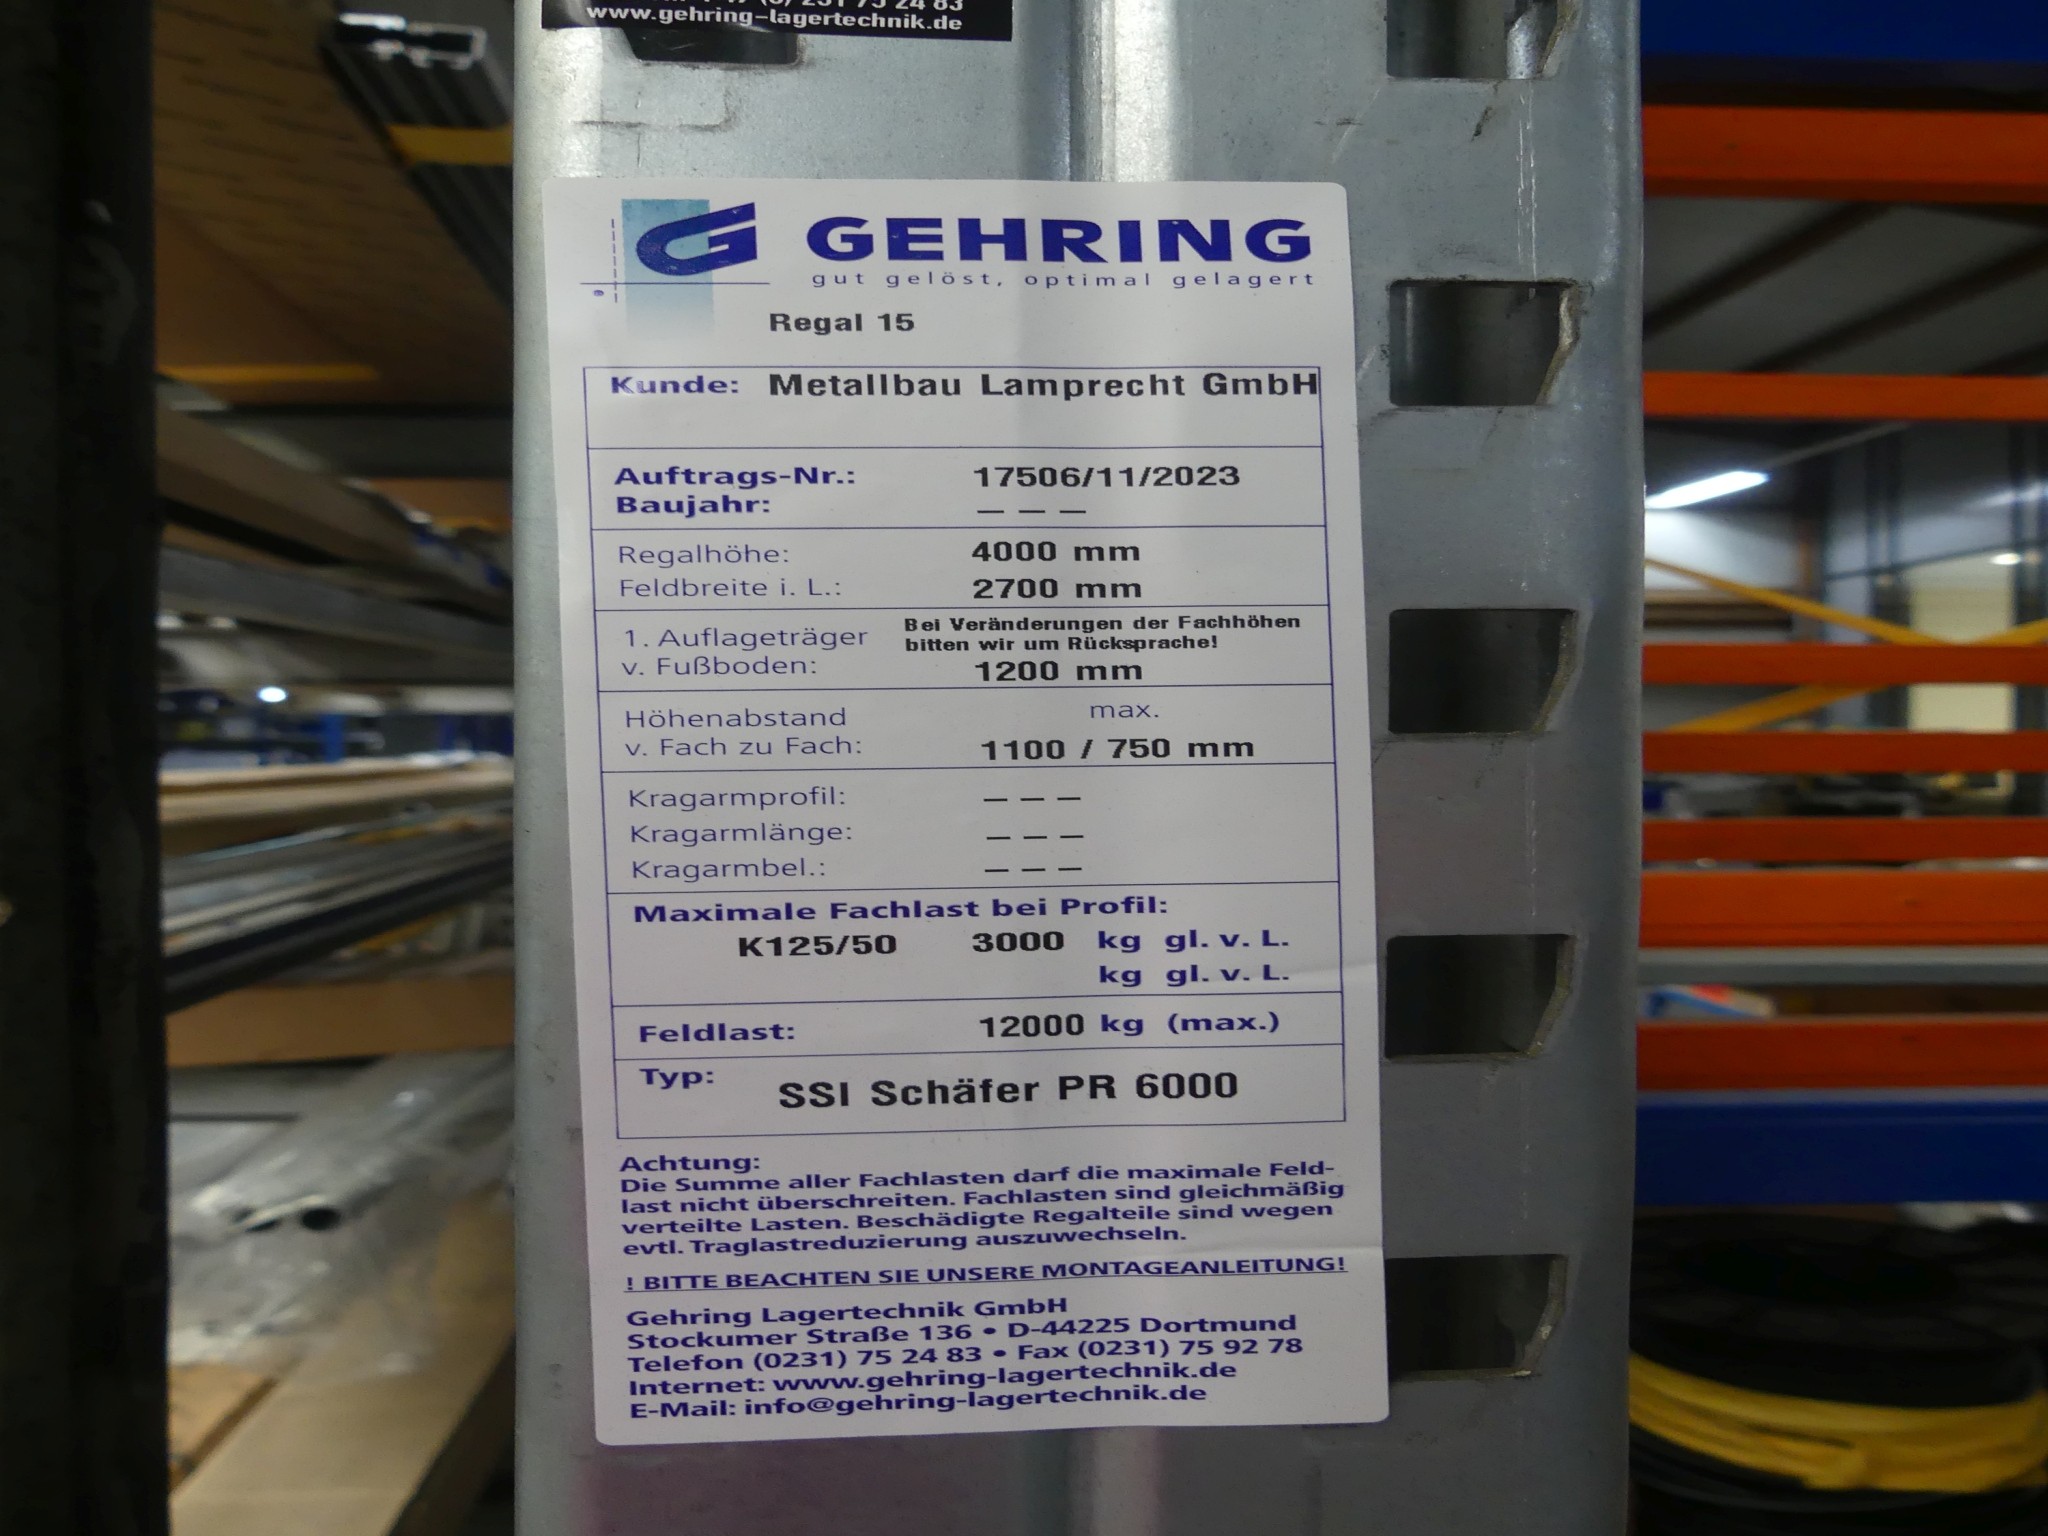 75 24 83
www.gehring-lagertechnik.de
G GEHRING
gut gelöst, optimal gelagert
Regal 15
Kunde: Metallbau Lamprecht GmbH
Auftrags-Nr.: 17506/11/2023
Baujahr: – – –
Regalhöhe: 4000 mm
Feldbreite i. L.: 2700 mm
Bei Veränderungen der Fachhöhen
1. Auflageträger bitten wir um Rücksprache!
v. Fußboden: 1200 mm
Höhenabstand max.
v. Fach zu Fach: 1100 / 750 mm
Kragarmprofil: – – –
Kragarmlänge: – – –
Kragarmbel.: – – –
Maximale Fachlast bei Profil:
K125/50 3000 kg gl. v. L.
kg gl. v. L.
Feldlast: 12000 kg (max.)
Typ: SSI Schäfer PR 6000
Achtung:
Die Summe aller Fachlasten darf die maximale Feld-
last nicht überschreiten. Fachlasten sind gleichmäßig
verteilte Lasten. Beschädigte Regalteile sind wegen
evtl. Traglastreduzierung auszuwechseln.
! BITTE BEACHTEN SIE UNSERE MONTAGEANLEITUNG!
Gehring Lagertechnik GmbH
Stockumer Straße 136 • D-44225 Dortmund
Telefon (0231) 75 24 83 • Fax (0231) 75 92 78
Internet: www.gehring-lagertechnik.de
E-Mail: info@gehring-lagertechnik.de